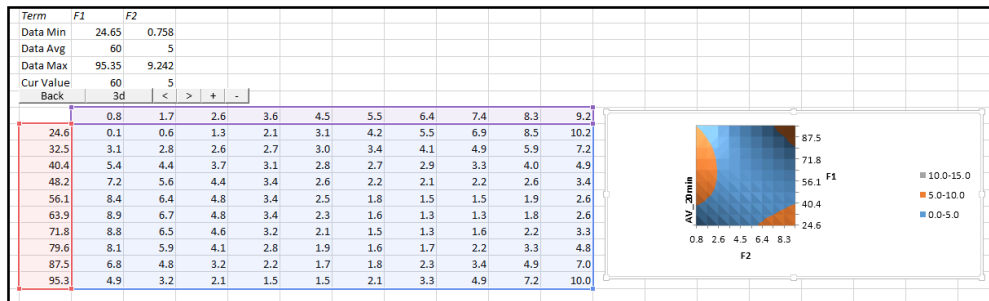 Term F1 F2
Data Min 24.65 0.758
Data Avg 60 5
Data Max 95.35 9.242
Cur Value 60 5
Back 3d < > + -
0.8 1.7 2.6 3.6 4.5 5.5 6.4 7.4 8.3 9.2
24.6 0.1 0.6 1.3 2.1 3.1 4.2 5.5 6.9 8.5 10.2
32.5 3.1 2.8 2.6 2.7 3.0 3.4 4.1 4.9 5.9 7.2
40.4 5.4 4.4 3.7 3.1 2.8 2.7 2.9 3.3 4.0 4.9
48.2 7.2 5.6 4.4 3.4 2.6 2.2 2.1 2.2 2.6 3.4
56.1 8.4 6.4 4.8 3.4 2.5 1.8 1.5 1.5 1.9 2.6
63.9 8.9 6.7 4.8 3.4 2.3 1.6 1.3 1.3 1.8 2.6
71.8 8.8 6.5 4.6 3.2 2.1 1.5 1.3 1.6 2.2 3.3
79.6 8.1 5.9 4.1 2.8 1.9 1.6 1.7 2.2 3.3 4.8
87.5 6.8 4.8 3.2 2.2 1.7 1.8 2.3 3.4 4.9 7.0
95.3 4.9 3.2 2.1 1.5 1.5 2.1 3.3 4.9 7.2 10.0
AV_20min
87.5
71.8
56.1 F1
40.4
24.6
0.8 2.6 4.5 6.4 8.3
F2
10.0-15.0
5.0-10.0
0.0-5.0